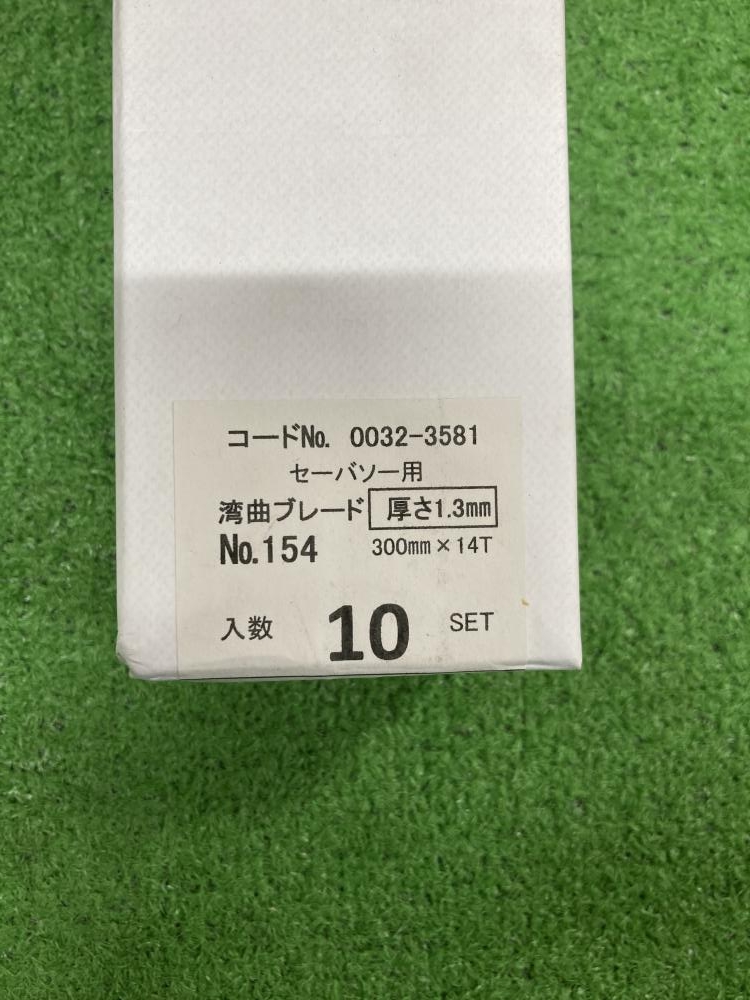 コードNo. 0032-3581
セーバソー用
湾曲ブレード 厚さ1.3mm
No.154 300mm×14T
入数 10 SET